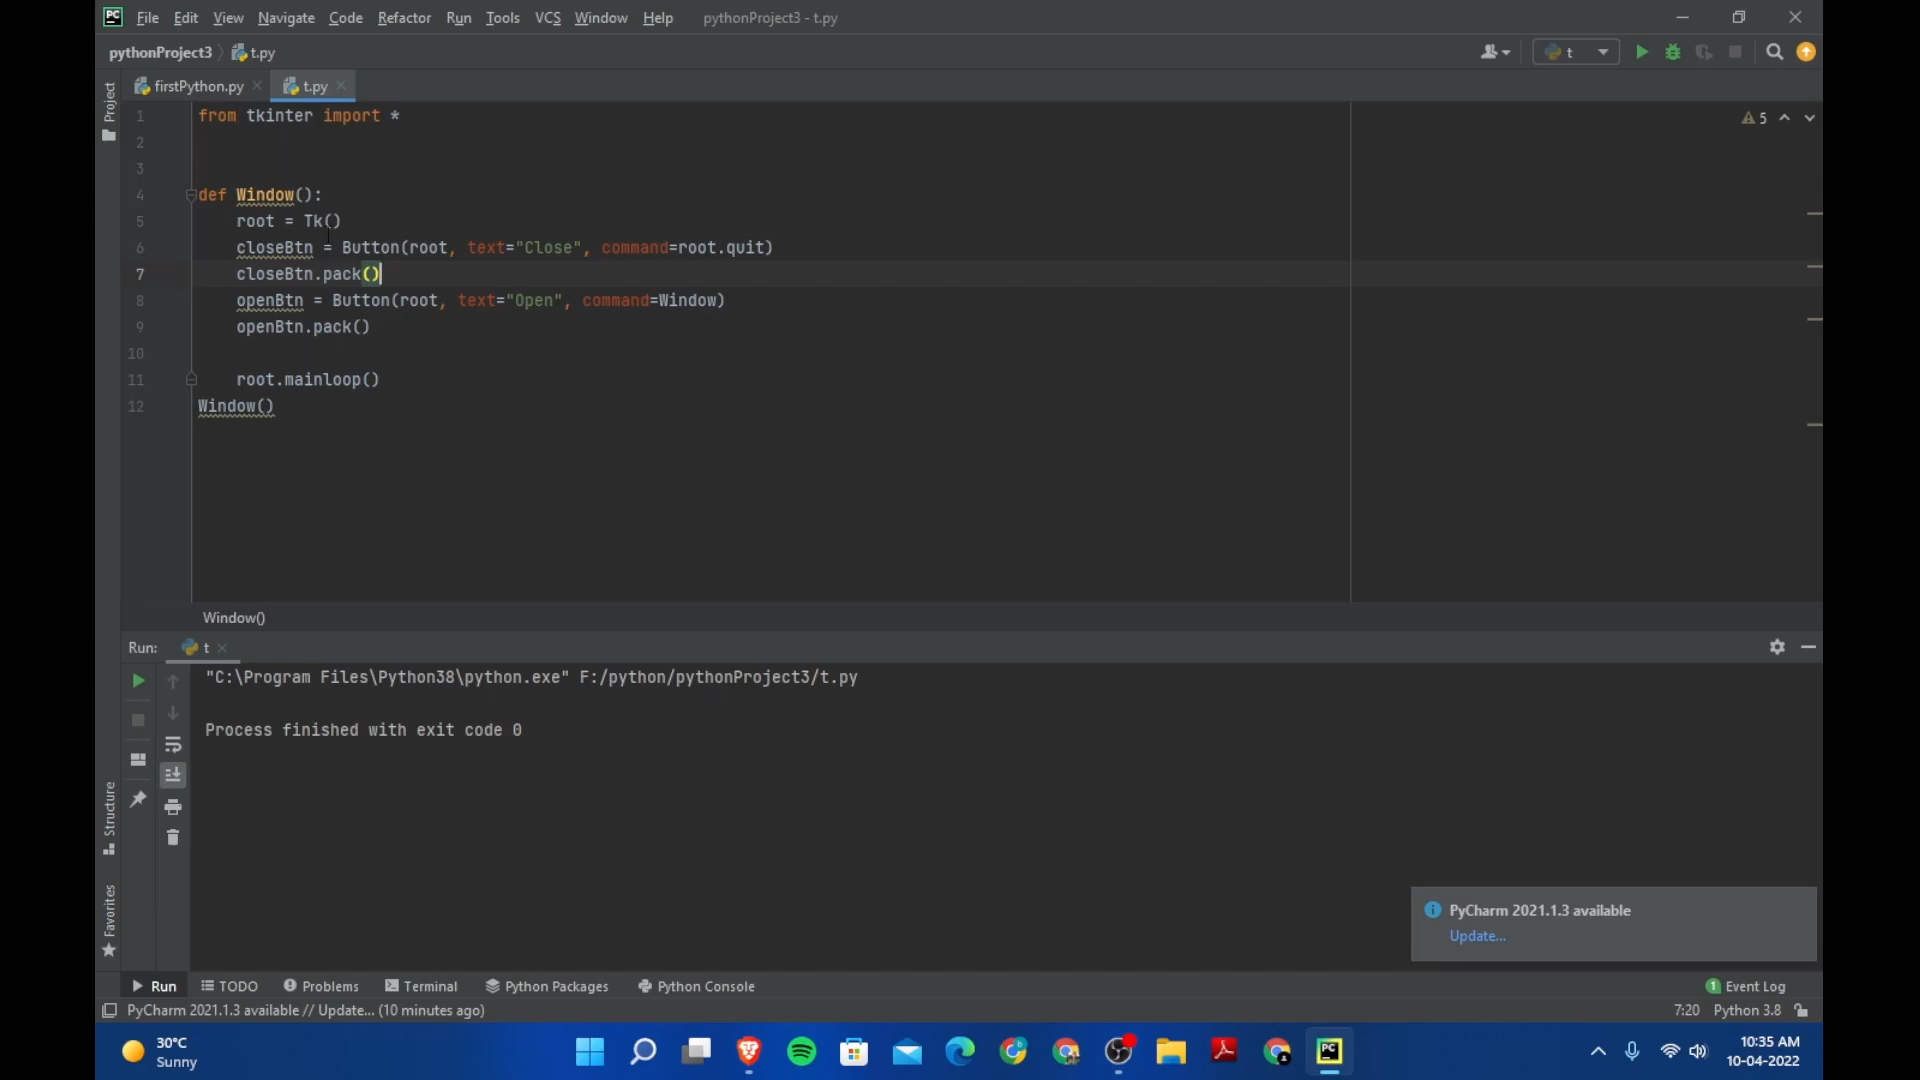 PC File Edit View Navigate Code Refactor Run Tools VCS Window Help pythonProject3 - t.py
pythonProject3 t.py t
firstPython.py t.py
Project
1 from tkinter import * 5
2
3
4 def Window():
5 root = Tk()
6 closeBtn = Button(root, text="Close", command=root.quit)
7 closeBtn.pack()
8 openBtn = Button(root, text="Open", command=Window)
9 openBtn.pack()
10
11 root.mainloop()
12 Window()
Window()
Run: t
"C:\Program Files\Python38\python.exe" F:/python/pythonProject3/t.py
Process finished with exit code 0
Structure
Favorites
PyCharm 2021.1.3 available
Update...
Run TODO Problems Terminal Python Packages Python Console 1 Event Log
PyCharm 2021.1.3 available // Update... (10 minutes ago) 7:20 Python 3.8
30°C
Sunny
PC
10:35 AM
10-04-2022